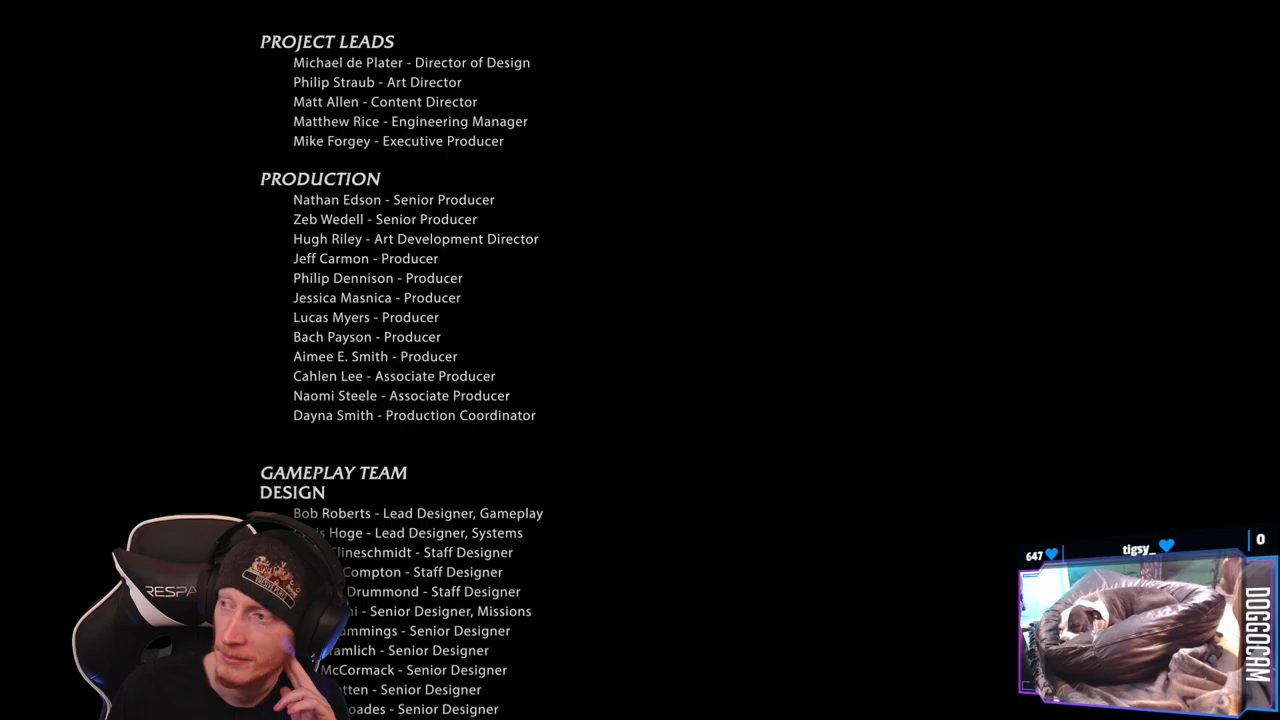 PROJECT LEADS
Michael de Plater - Director of Design
Philip Straub - Art Director
Matt Allen - Content Director
Matthew Rice - Engineering Manager
Mike Forgey - Executive Producer
PRODUCTION
Nathan Edson - Senior Producer
Zeb Wedell - Senior Producer
Hugh Riley - Art Development Director
Jeff Carmon - Producer
Philip Dennison - Producer
Jessica Masnica - Producer
Lucas Myers - Producer
Bach Payson - Producer
Aimee E. Smith - Producer
Cahlen Lee - Associate Producer
Naomi Steele - Associate Producer
Dayna Smith - Production Coordinator
GAMEPLAY TEAM
DESIGN
Bob Roberts - Lead Designer, Gameplay
Hoge - Lead Designer, Systems
- Staff Designer
Compton - Staff Designer
Drummond - Staff Designer
- Senior Designer, Missions
- Senior Designer
- Senior Designer
McCormack - Senior Designer
- Senior Designer
- Senior Designer
RESPA
647
tigsy_
0
DOGGOCAM